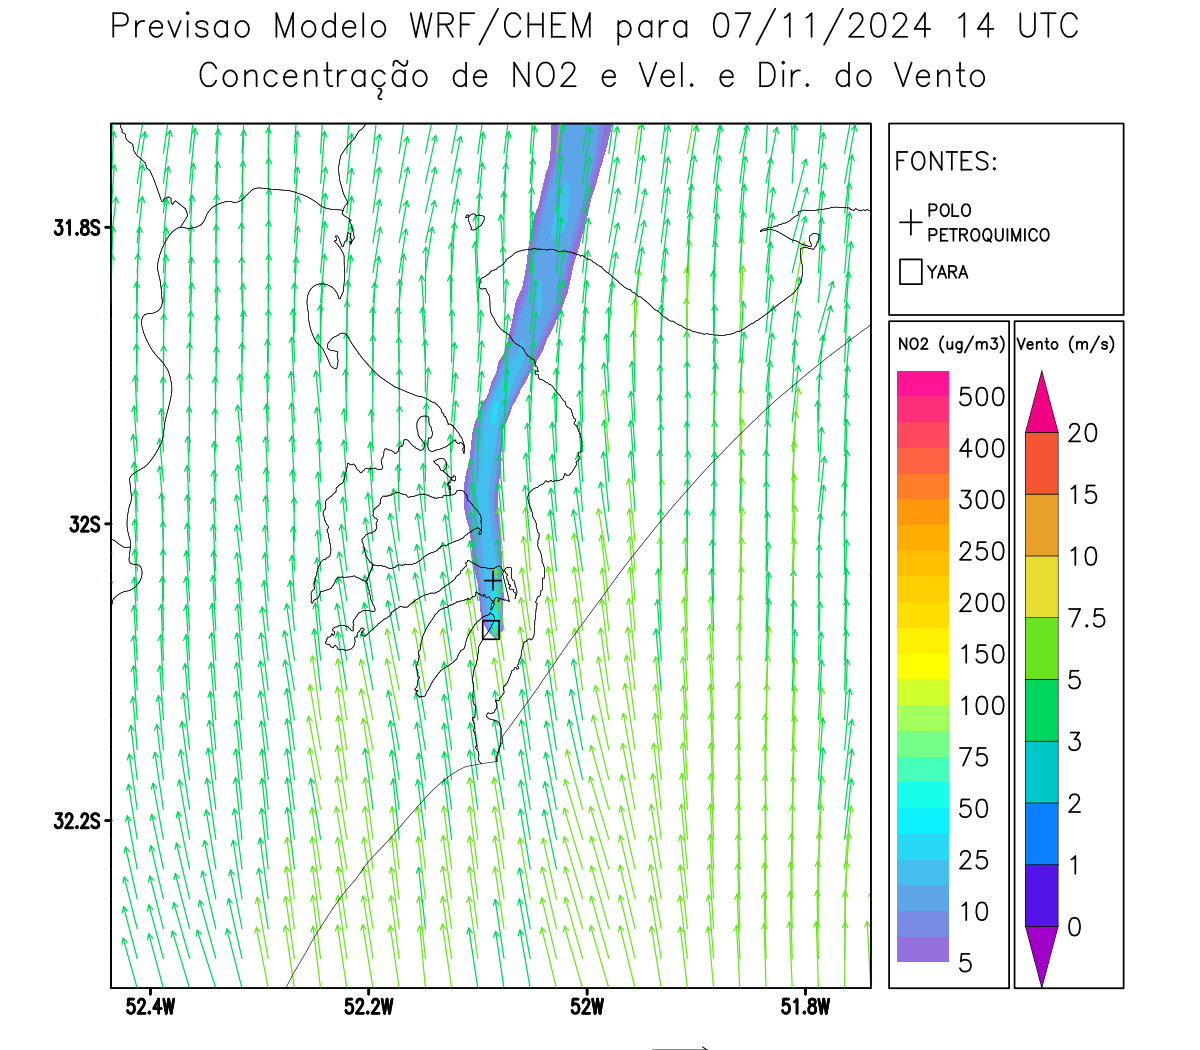 Previsao Modelo WRF/CHEM para 07/11/2024 14 UTC
Concentração de NO2 e Vel. e Dir. do Vento
FONTES:
POLO
PETROQUIMICO
YARA
NO2 (ug/m3)
500
400
300
250
200
150
100
75
50
25
10
5
Vento (m/s)
20
15
10
7.5
5
3
2
1
0
31.8S
32S
32.2S
52.4W
52.2W
52W
51.8W